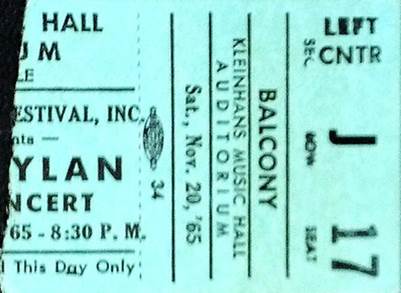 HALL
UM
LE
ESTIVAL, INC.
nts —
YLAN
NCERT
65 - 8:30 P. M.
This Day Only
34
Sat., Nov. 20, '65
KLEINHANS MUSIC HALL
AUDITORIUM
BALCONY
LEFT
SEC CNTR
J
ROW
17
SEAT